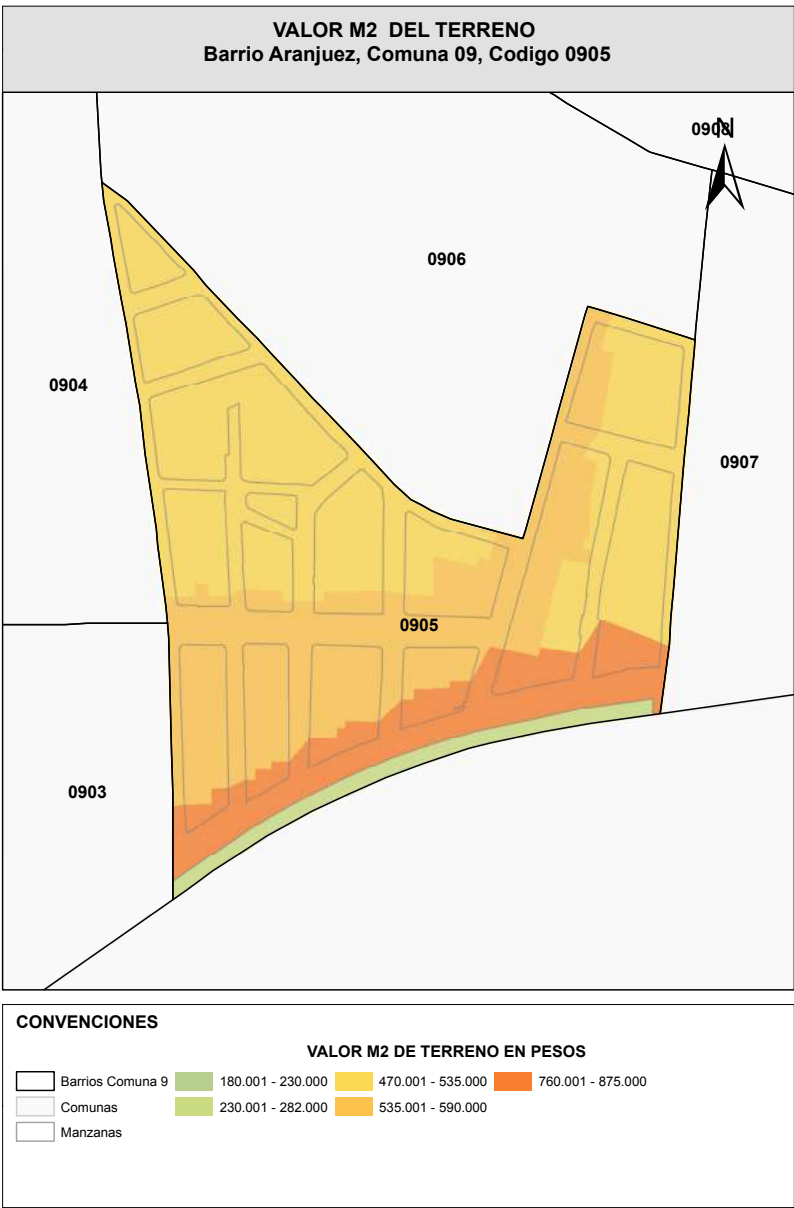 VALOR M2 DEL TERRENO
Barrio Aranjuez, Comuna 09, Codigo 0905
0908
N
0906
0904
0907
0905
0903
CONVENCIONES
VALOR M2 DE TERRENO EN PESOS
Barrios Comuna 9
180.001 - 230.000
470.001 - 535.000
760.001 - 875.000
Comunas
230.001 - 282.000
535.001 - 590.000
Manzanas